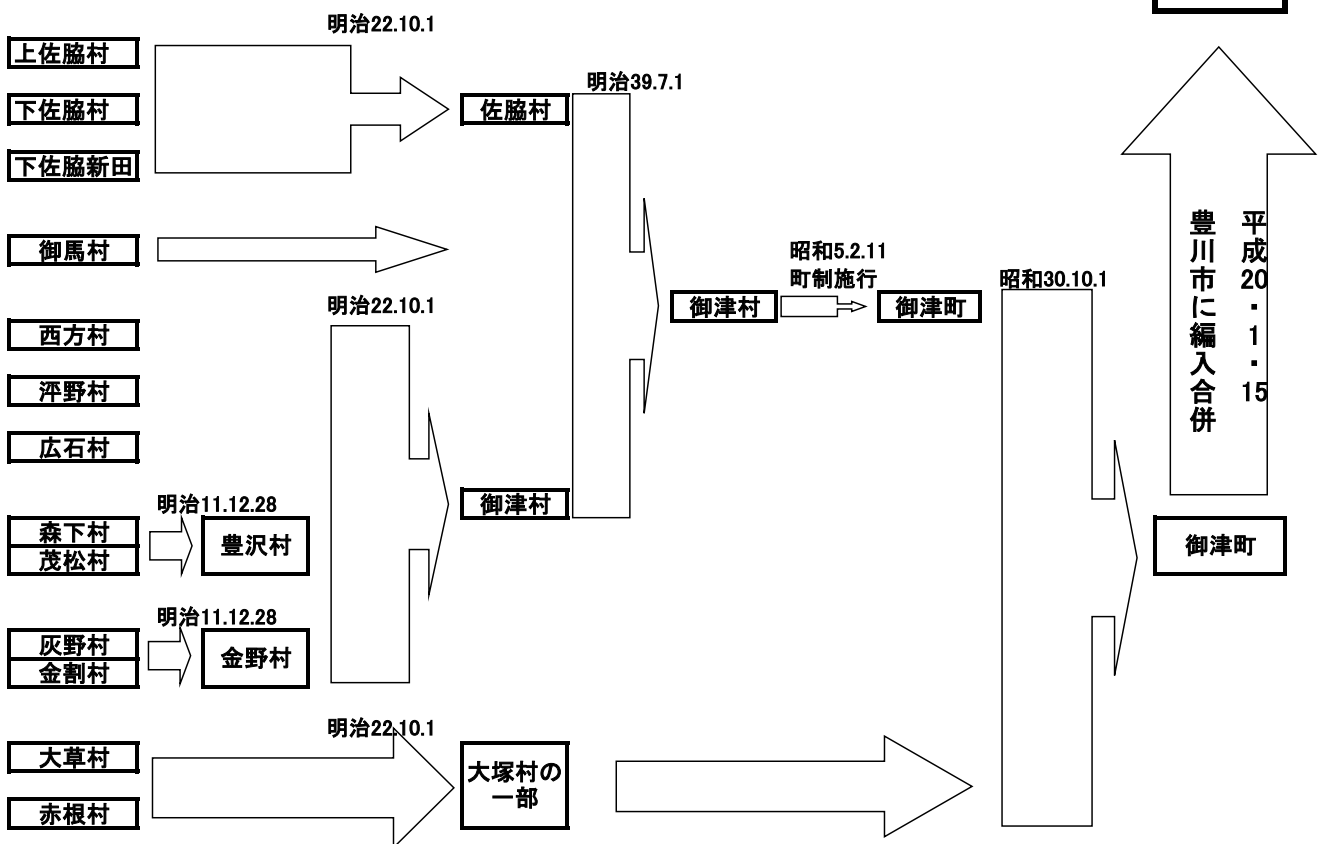 明治22.10.1
上佐脇村
下佐脇村
下佐脇新田
佐脇村
明治39.7.1
御馬村
明治22.10.1
西方村
泙野村
広石村
明治11.12.28
森下村
茂松村
豊沢村
明治11.12.28
灰野村
金割村
金野村
御津村
御津村
昭和5.2.11
町制施行
御津町
昭和30.10.1
明治22.10.1
大草村
赤根村
大塚村の
一部
御津町
平成20・1・15
豊川市に編入合併